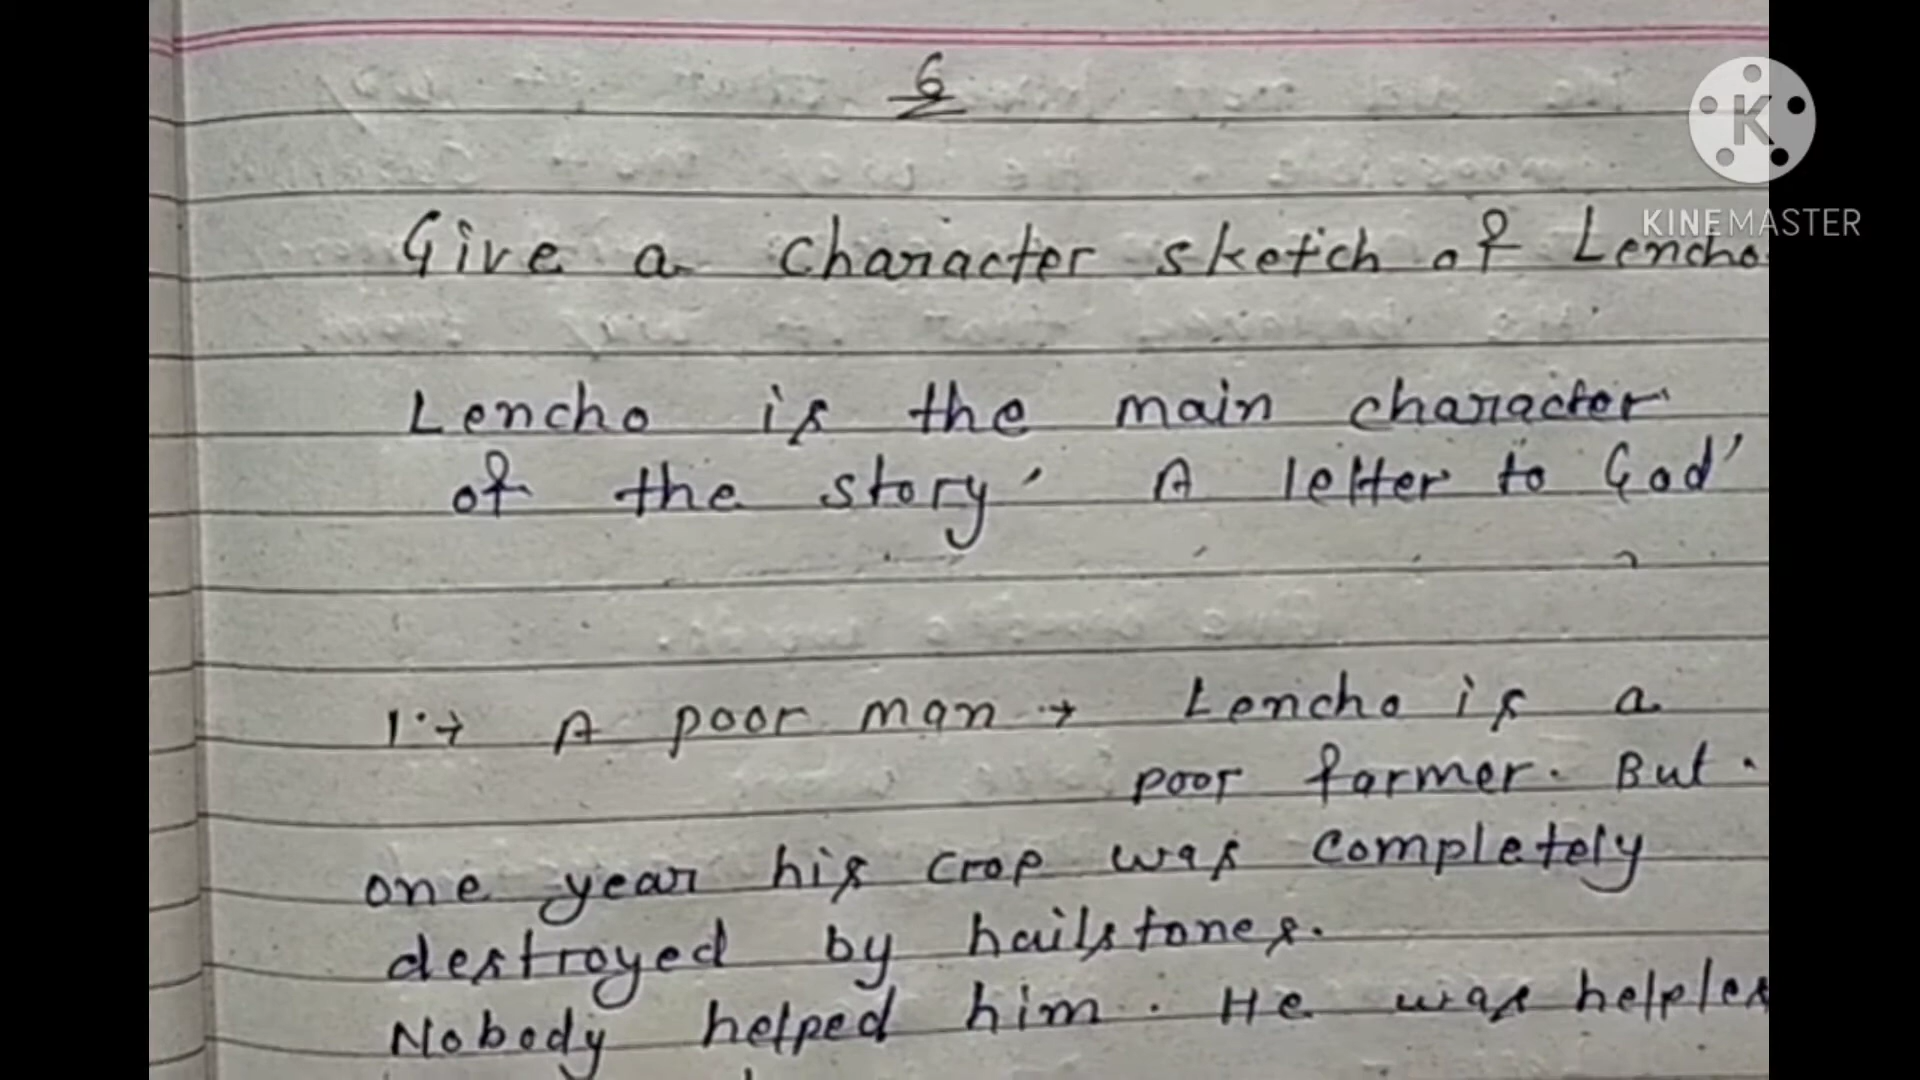 6
Give a character sketch of Lencho
KINEMASTER
Lencho is the main character
of the story ' A letter to God'
1 :→ A poor man → Lencho is a
poor farmer. But
one year his crop was completely
destroyed by hailstones.
Nobody helped him. He was helples